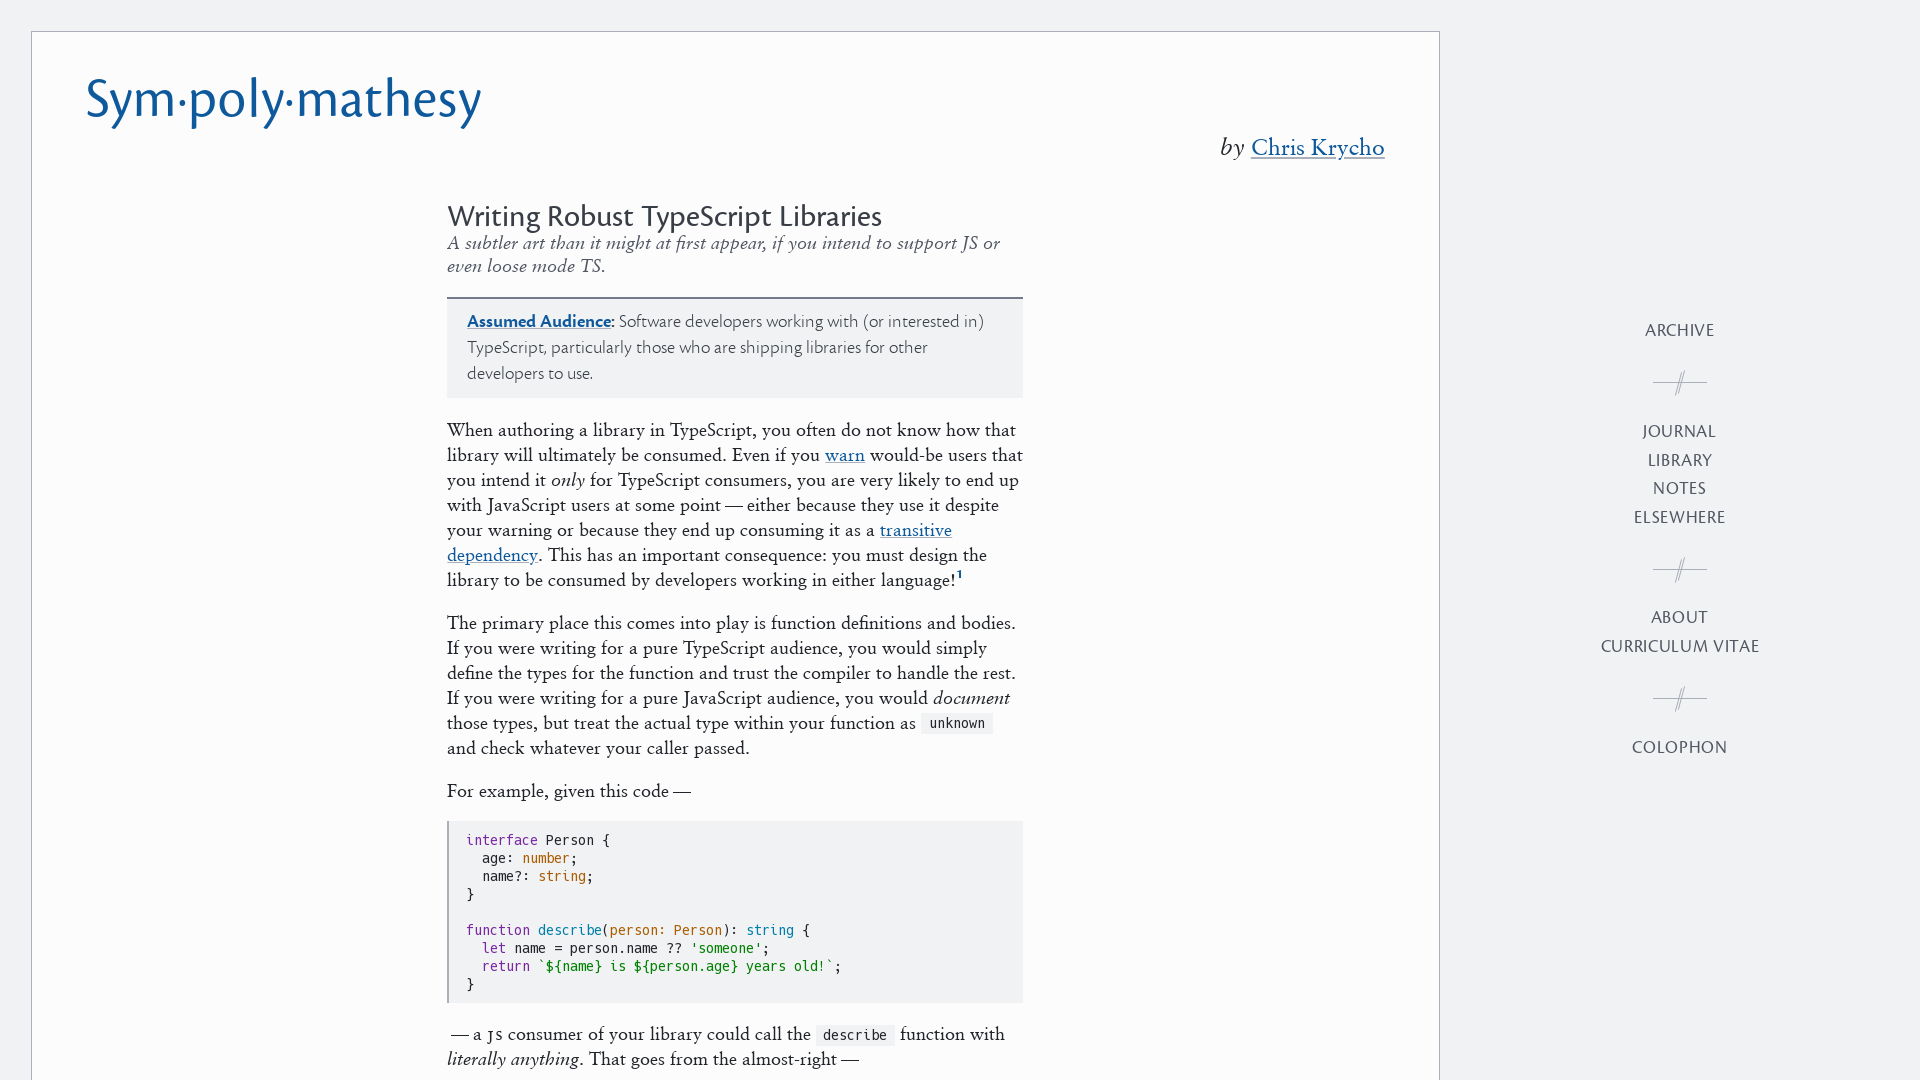 Sym·poly·mathesy
by Chris Krycho
Writing Robust TypeScript Libraries
A subtler art than it might at first appear, if you intend to support JS or
even loose mode TS.
Assumed Audience: Software developers working with (or interested in)
TypeScript, particularly those who are shipping libraries for other
developers to use.
When authoring a library in TypeScript, you often do not know how that
library will ultimately be consumed. Even if you warn would-be users that
you intend it only for TypeScript consumers, you are very likely to end up
with JavaScript users at some point — either because they use it despite
your warning or because they end up consuming it as a transitive
dependency. This has an important consequence: you must design the
library to be consumed by developers working in either language!1
The primary place this comes into play is function definitions and bodies.
If you were writing for a pure TypeScript audience, you would simply
define the types for the function and trust the compiler to handle the rest.
If you were writing for a pure JavaScript audience, you would document
those types, but treat the actual type within your function as unknown
and check whatever your caller passed.
For example, given this code —
interface Person {
  age: number;
  name?: string;
}
function describe(person: Person): string {
  let name = person.name ?? 'someone';
  return `${name} is ${person.age} years old!`;
}
— a JS consumer of your library could call the describe function with
literally anything. That goes from the almost-right —
ARCHIVE
JOURNAL
LIBRARY
NOTES
ELSEWHERE
ABOUT
CURRICULUM VITAE
COLOPHON